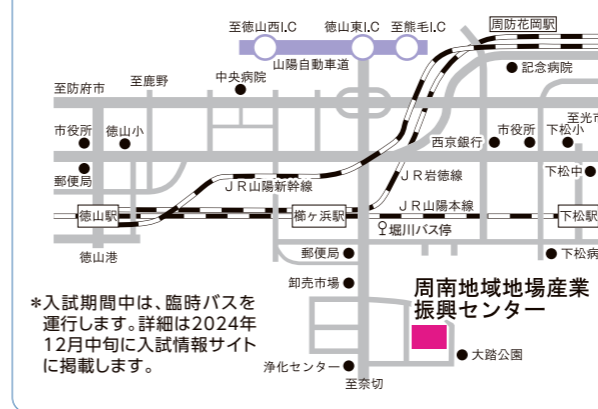 至徳山西I.C
徳山東I.C
至熊毛I.C
周防花岡駅
山陽自動車道
記念病院
中央病院
至鹿野
至防府市
至光市
市役所
徳山小
西京銀行
市役所
下松小
郵便局
下松中
JR岩徳線
JR山陽新幹線
JR山陽本線
徳山駅
櫛ヶ浜駅
下松駅
堀川バス停
徳山港
郵便局
下松病
卸売市場
周南地域地場産業
振興センター
*入試期間中は、臨時バスを
運行します。詳細は2024年
12月中旬に入試情報サイト
に掲載します。
大踏公園
浄化センター
至奈切